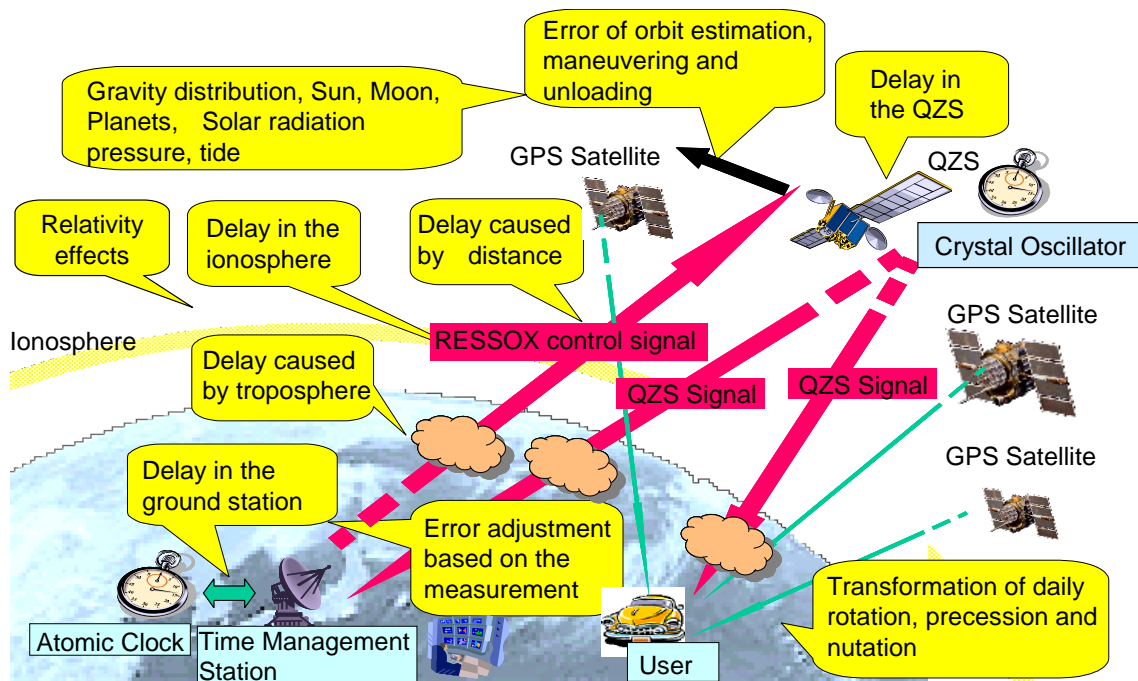 Error of orbit estimation,
maneuvering and
unloading
Gravity distribution, Sun, Moon,
Planets, Solar radiation
pressure, tide
Delay in
the QZS
GPS Satellite
QZS
Relativity
effects
Delay in the
ionosphere
Delay caused
by distance
Crystal Oscillator
Ionosphere
RESSOX control signal
GPS Satellite
Delay caused
by troposphere
QZS Signal
QZS Signal
Delay in the
ground station
GPS Satellite
Error adjustment
based on the
measurement
Transformation of daily
rotation, precession and
nutation
Atomic Clock
Time Management
Station
User